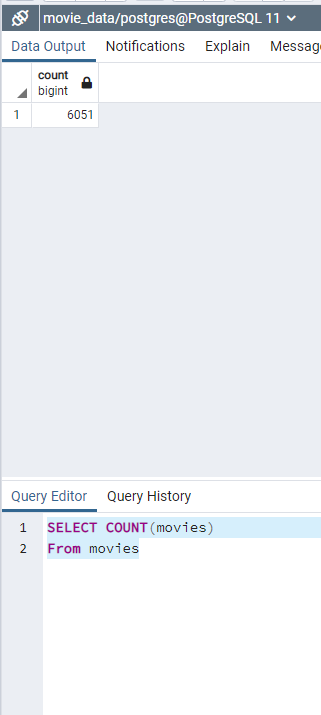 movie_data/postgres@PostgreSQL 11
Data Output Notifications Explain Messag
count
bigint
1 6051
Query Editor Query History
1 SELECT COUNT(movies)
2 From movies